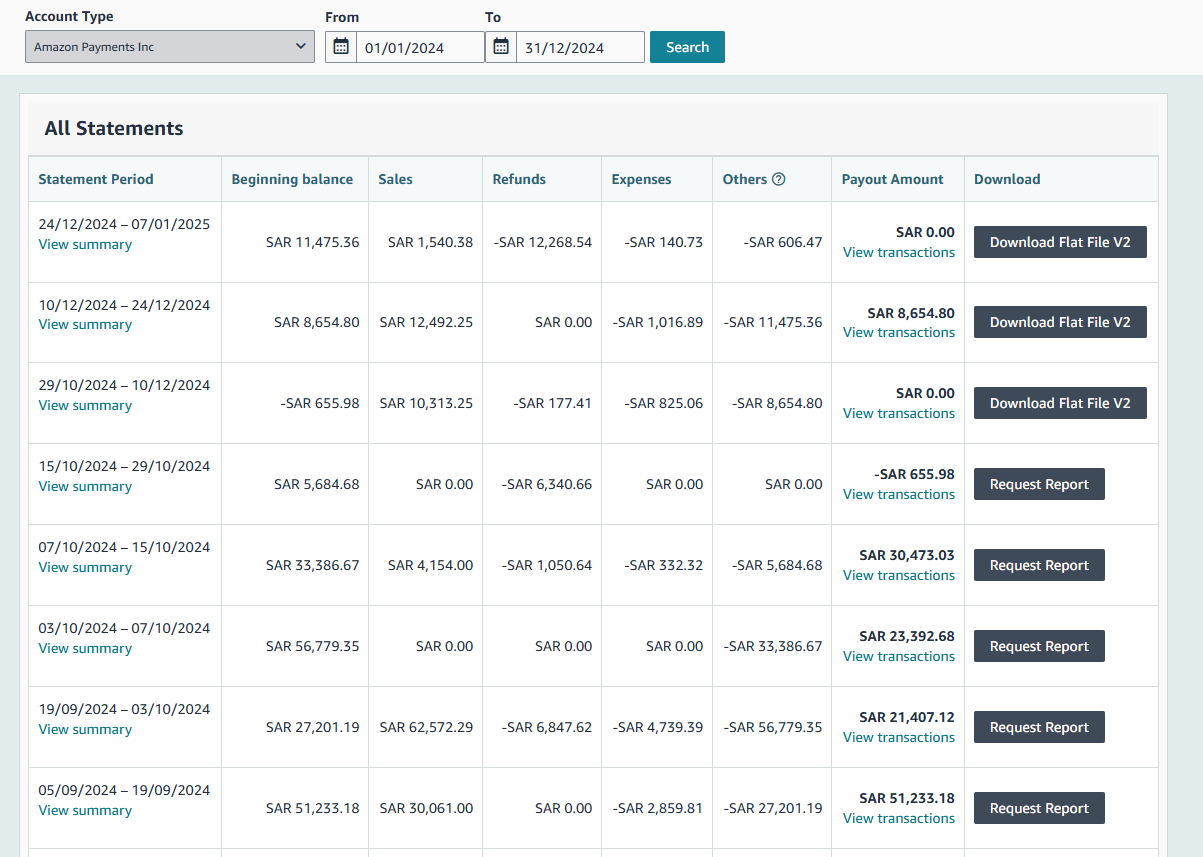 Account Type From To
Amazon Payments Inc 01/01/2024 31/12/2024 Search
All Statements
Statement Period Beginning balance Sales Refunds Expenses Others Payout Amount Download
24/12/2024 – 07/01/2025
View summary
SAR 11,475.36 SAR 1,540.38 -SAR 12,268.54 -SAR 140.73 -SAR 606.47
SAR 0.00
View transactions
Download Flat File V2
10/12/2024 – 24/12/2024
View summary
SAR 8,654.80 SAR 12,492.25 SAR 0.00 -SAR 1,016.89 -SAR 11,475.36
SAR 8,654.80
View transactions
Download Flat File V2
29/10/2024 – 10/12/2024
View summary
-SAR 655.98 SAR 10,313.25 -SAR 177.41 -SAR 825.06 -SAR 8,654.80
SAR 0.00
View transactions
Download Flat File V2
15/10/2024 – 29/10/2024
View summary
SAR 5,684.68 SAR 0.00 -SAR 6,340.66 SAR 0.00 SAR 0.00
-SAR 655.98
View transactions
Request Report
07/10/2024 – 15/10/2024
View summary
SAR 33,386.67 SAR 4,154.00 -SAR 1,050.64 -SAR 332.32 -SAR 5,684.68
SAR 30,473.03
View transactions
Request Report
03/10/2024 – 07/10/2024
View summary
SAR 56,779.35 SAR 0.00 SAR 0.00 SAR 0.00 -SAR 33,386.67
SAR 23,392.68
View transactions
Request Report
19/09/2024 – 03/10/2024
View summary
SAR 27,201.19 SAR 62,572.29 -SAR 6,847.62 -SAR 4,739.39 -SAR 56,779.35
SAR 21,407.12
View transactions
Request Report
05/09/2024 – 19/09/2024
View summary
SAR 51,233.18 SAR 30,061.00 SAR 0.00 -SAR 2,859.81 -SAR 27,201.19
SAR 51,233.18
View transactions
Request Report